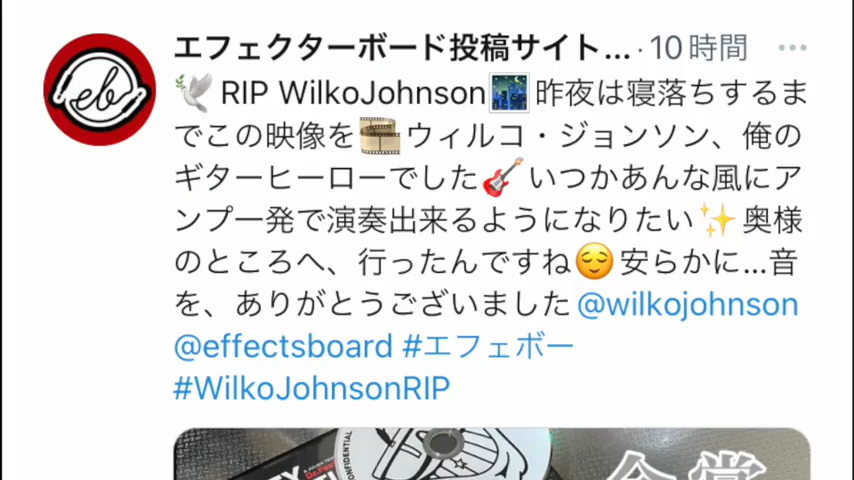 エフェクターボード投稿サイト... · 10時間
🕊️ RIP WilkoJohnson🌃昨夜は寝落ちするま
でこの映像を🎞️ウィルコ・ジョンソン、俺の
ギターヒーローでした🎸いつかあんな風にア
ンプ一発で演奏出来るようになりたい✨奥様
のところへ、行ったんですね😌安らかに...音
を、ありがとうございました @wilkojohnson
@effectsboard #エフェボー
#WilkoJohnsonRIP
eb
CONFIDENTIAL